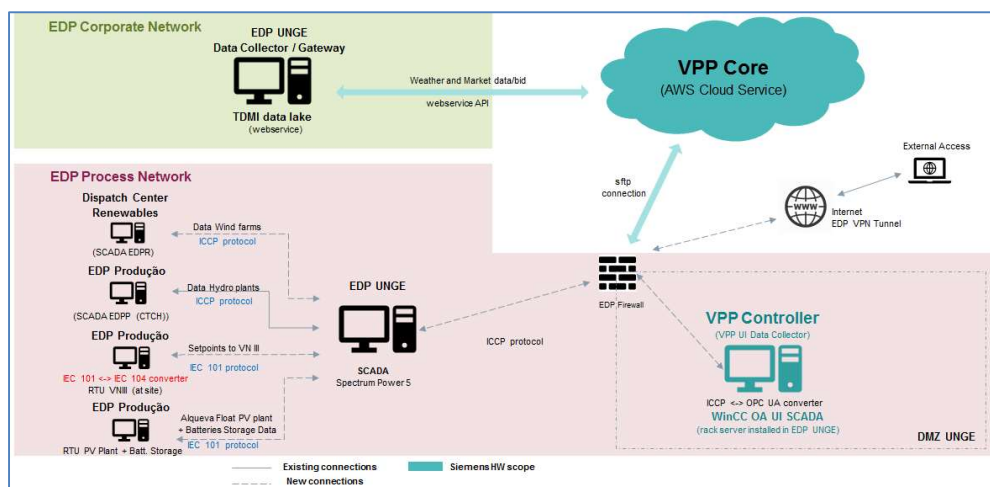 EDP Corporate Network
EDP UNGE
Data Collector / Gateway
TDMI data lake
(webservice)
Weather and Market data/bid
webservice API
VPP Core
(AWS Cloud Service)
External Access
sftp
connection
WWW
Internet
EDP VPN Tunnel
EDP Process Network
Dispatch Center
Renewables
(SCADA EDPR)
Data Wind farms
ICCP protocol
EDP Produção
(SCADA EDPP (CTCH))
Data Hydro plants
ICCP protocol
EDP Produção
IEC 101 <-> IEC 104 converter
RTU VNIII (at site)
Setpoints to VN III
IEC 101 protocol
EDP Produção
RTU PV Plant + Batt. Storage
Alqueva Float PV plant
+ Batteries Storage Data
IEC 101 protocol
EDP UNGE
SCADA
Spectrum Power 5
ICCP protocol
EDP Firewall
VPP Controller
(VPP UI Data Collector)
ICCP <-> OPC UA converter
WinCC OA UI SCADA
(rack server installed in EDP UNGE)
DMZ UNGE
Existing connections
New connections
Siemens HW scope